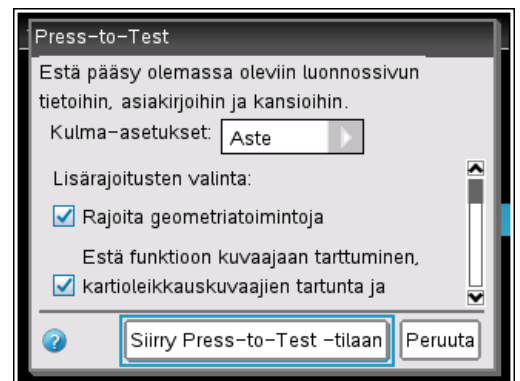 Press-to-Test
Estä pääsy olemassa oleviin luonnossivun
tietoihin, asiakirjoihin ja kansioihin.
Kulma-asetukset: Aste
Lisärajoitusten valinta:
Rajoita geometriatoimintoja
Estä funktioon kuvaajaan tarttuminen,
kartioleikkauskuvaajien tartunta ja
Siirry Press-to-Test -tilaan Peruuta